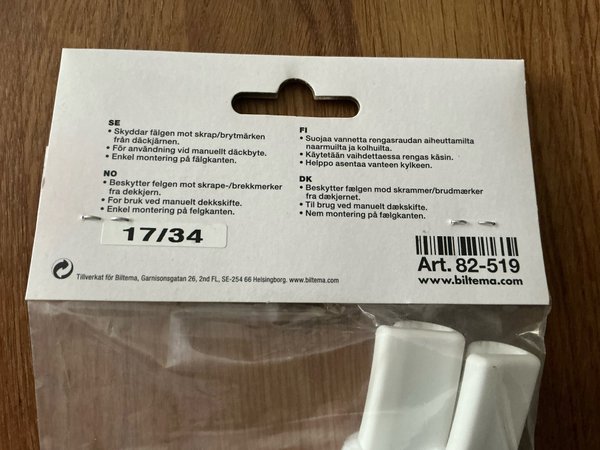 SE
• Skyddar fälgen mot skrap/brytmärken
från däckjärnen.
• För användning vid manuellt däckbyte.
• Enkel montering på fälgkanten.
NO
• Beskytter felgen mot skrape-/brekkmerker
fra dekkjern.
• For bruk ved manuelt dekkskifte.
• Enkel montering på felgkanten.
17/34
Tillverkat för Biltema, Garnisonsgatan 26, 2nd FL, SE-254 66 Helsingborg. www.biltema.com
FI
• Suojaa vannetta rengasraudan aiheuttamilta
naarmuilta ja kolhuilta.
• Käytetään vaihdettaessa rengas käsin.
• Helppo asentaa vanteen kylkeen.
DK
• Beskytter fælgen mod skrammer/brudmærker
fra dækjernet.
• Til brug ved manuelt dækskifte.
• Nem montering på fælgkanten.
Art. 82-519
www.biltema.com